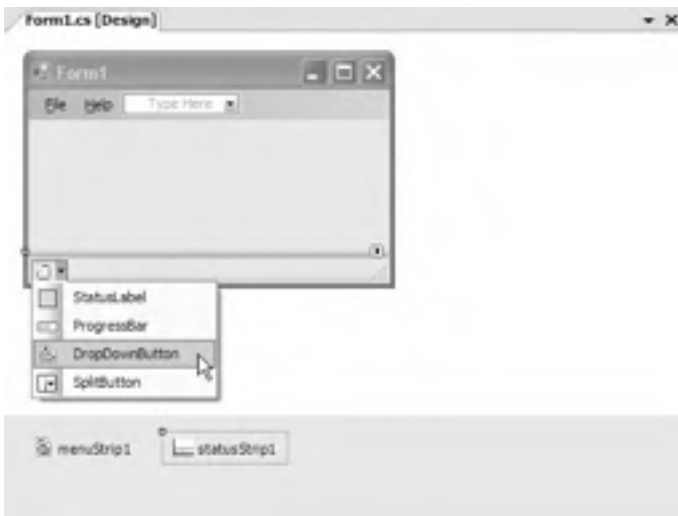 Form1.cs [Design]
Form1
File Help Type Here
StatusLabel
ProgressBar
DropDownButton
SplitButton
menuStrip1 statusStrip1